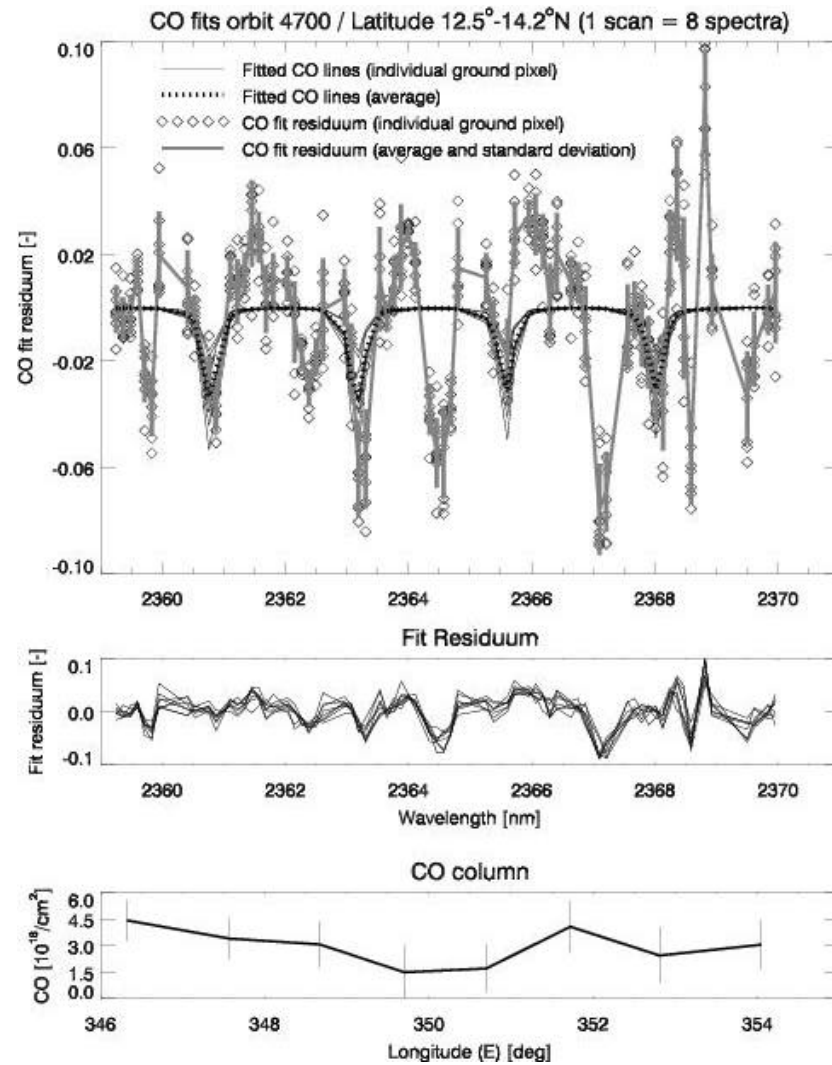 CO fits orbit 4700 / Latitude 12.5°-14.2°N (1 scan = 8 spectra)
0.10
0.06
0.02
-0.02
-0.06
-0.10
CO fit residuum [-]
Fitted CO lines (individual ground pixel)
Fitted CO lines (average)
CO fit residuum (individual ground pixel)
CO fit residuum (average and standard deviation)
2360 2362 2364 2366 2368 2370
Fit Residuum
0.1
0.0
-0.1
Fit residuum [-]
2360 2362 2364 2366 2368 2370
Wavelength [nm]
CO column
6.0
4.5
3.0
1.5
0.0
CO [10¹⁸/cm²]
346 348 350 352 354
Longitude (E) [deg]